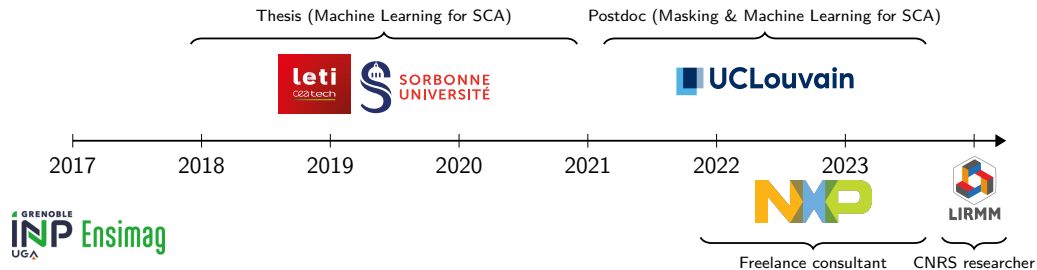 Thesis (Machine Learning for SCA)
Postdoc (Masking & Machine Learning for SCA)
leti
ceatech
SORBONNE
UNIVERSITÉ
UCLouvain
2017
2018
2019
2020
2021
2022
2023
GRENOBLE
INP
UGA
Ensimag
NXP
LIRMM
Freelance consultant
CNRS researcher